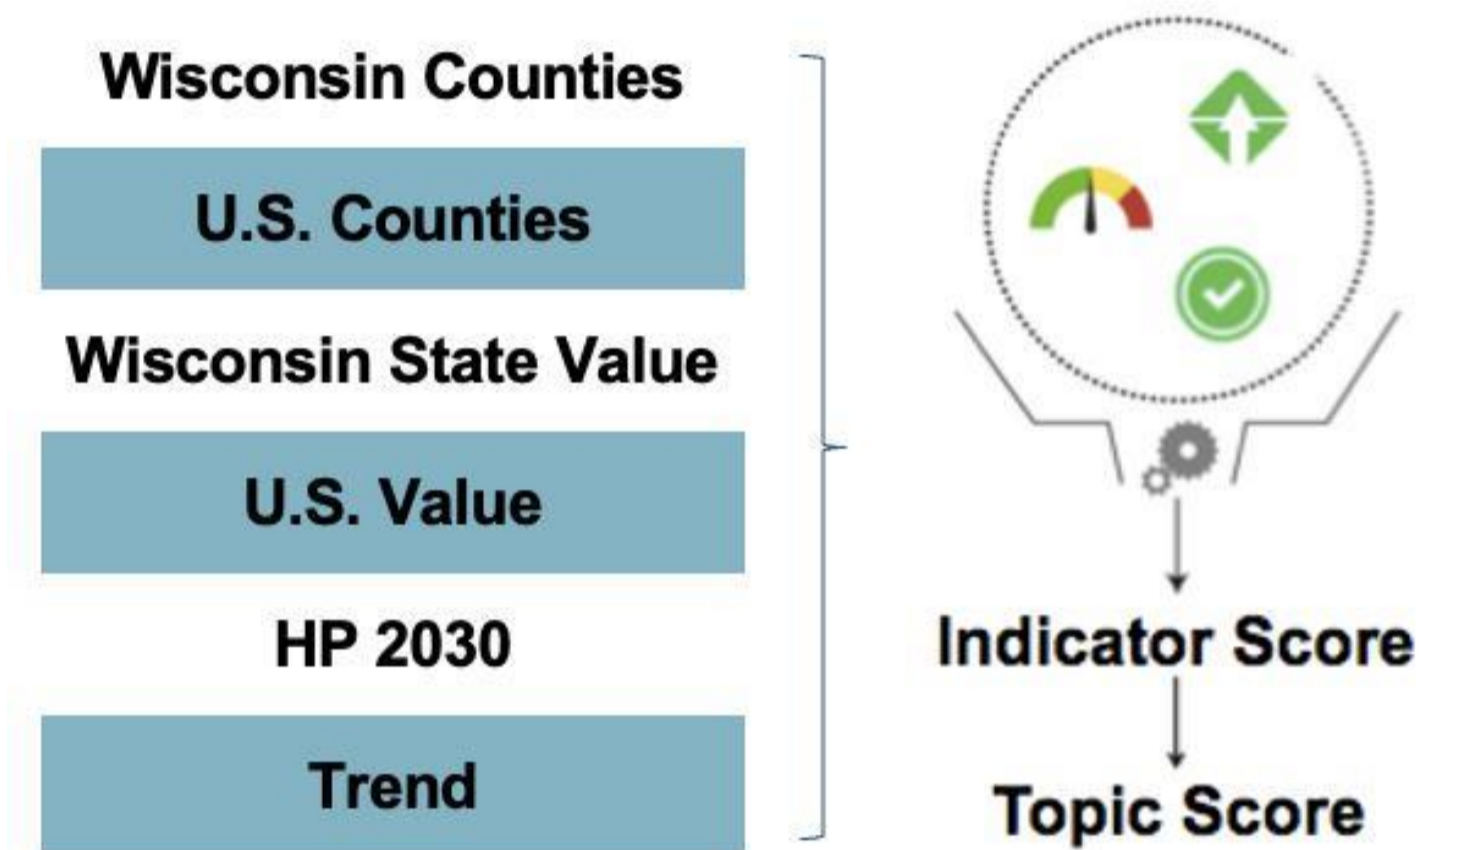 Wisconsin Counties
U.S. Counties
Wisconsin State Value
U.S. Value
HP 2030
Trend
Indicator Score
Topic Score